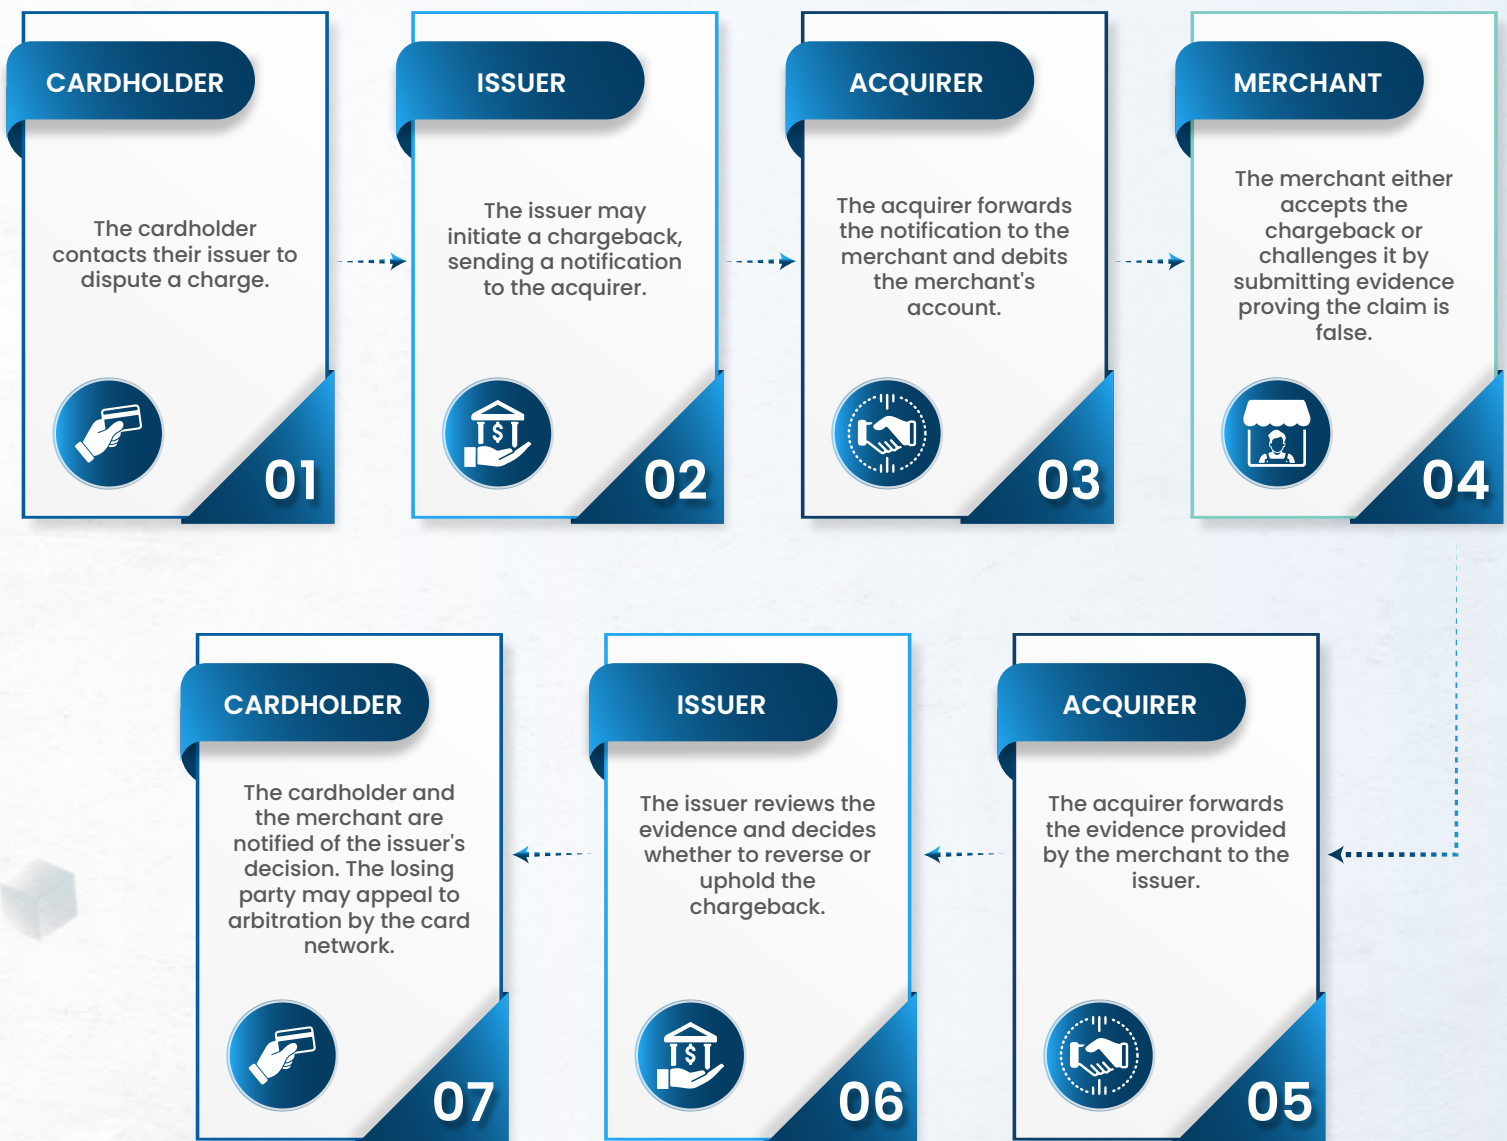 CARDHOLDER
The cardholder
contacts their issuer to
dispute a charge.
01
ISSUER
The issuer may
initiate a chargeback,
sending a notification
to the acquirer.
$
02
ACQUIRER
The acquirer forwards
the notification to the
merchant and debits
the merchant's
account.
03
MERCHANT
The merchant either
accepts the
chargeback or
challenges it by
submitting evidence
proving the claim is
false.
04
ACQUIRER
The acquirer forwards
the evidence provided
by the merchant to the
issuer.
05
ISSUER
The issuer reviews the
evidence and decides
whether to reverse or
uphold the
chargeback.
$
06
CARDHOLDER
The cardholder and
the merchant are
notified of the issuer's
decision. The losing
party may appeal to
arbitration by the card
network.
07